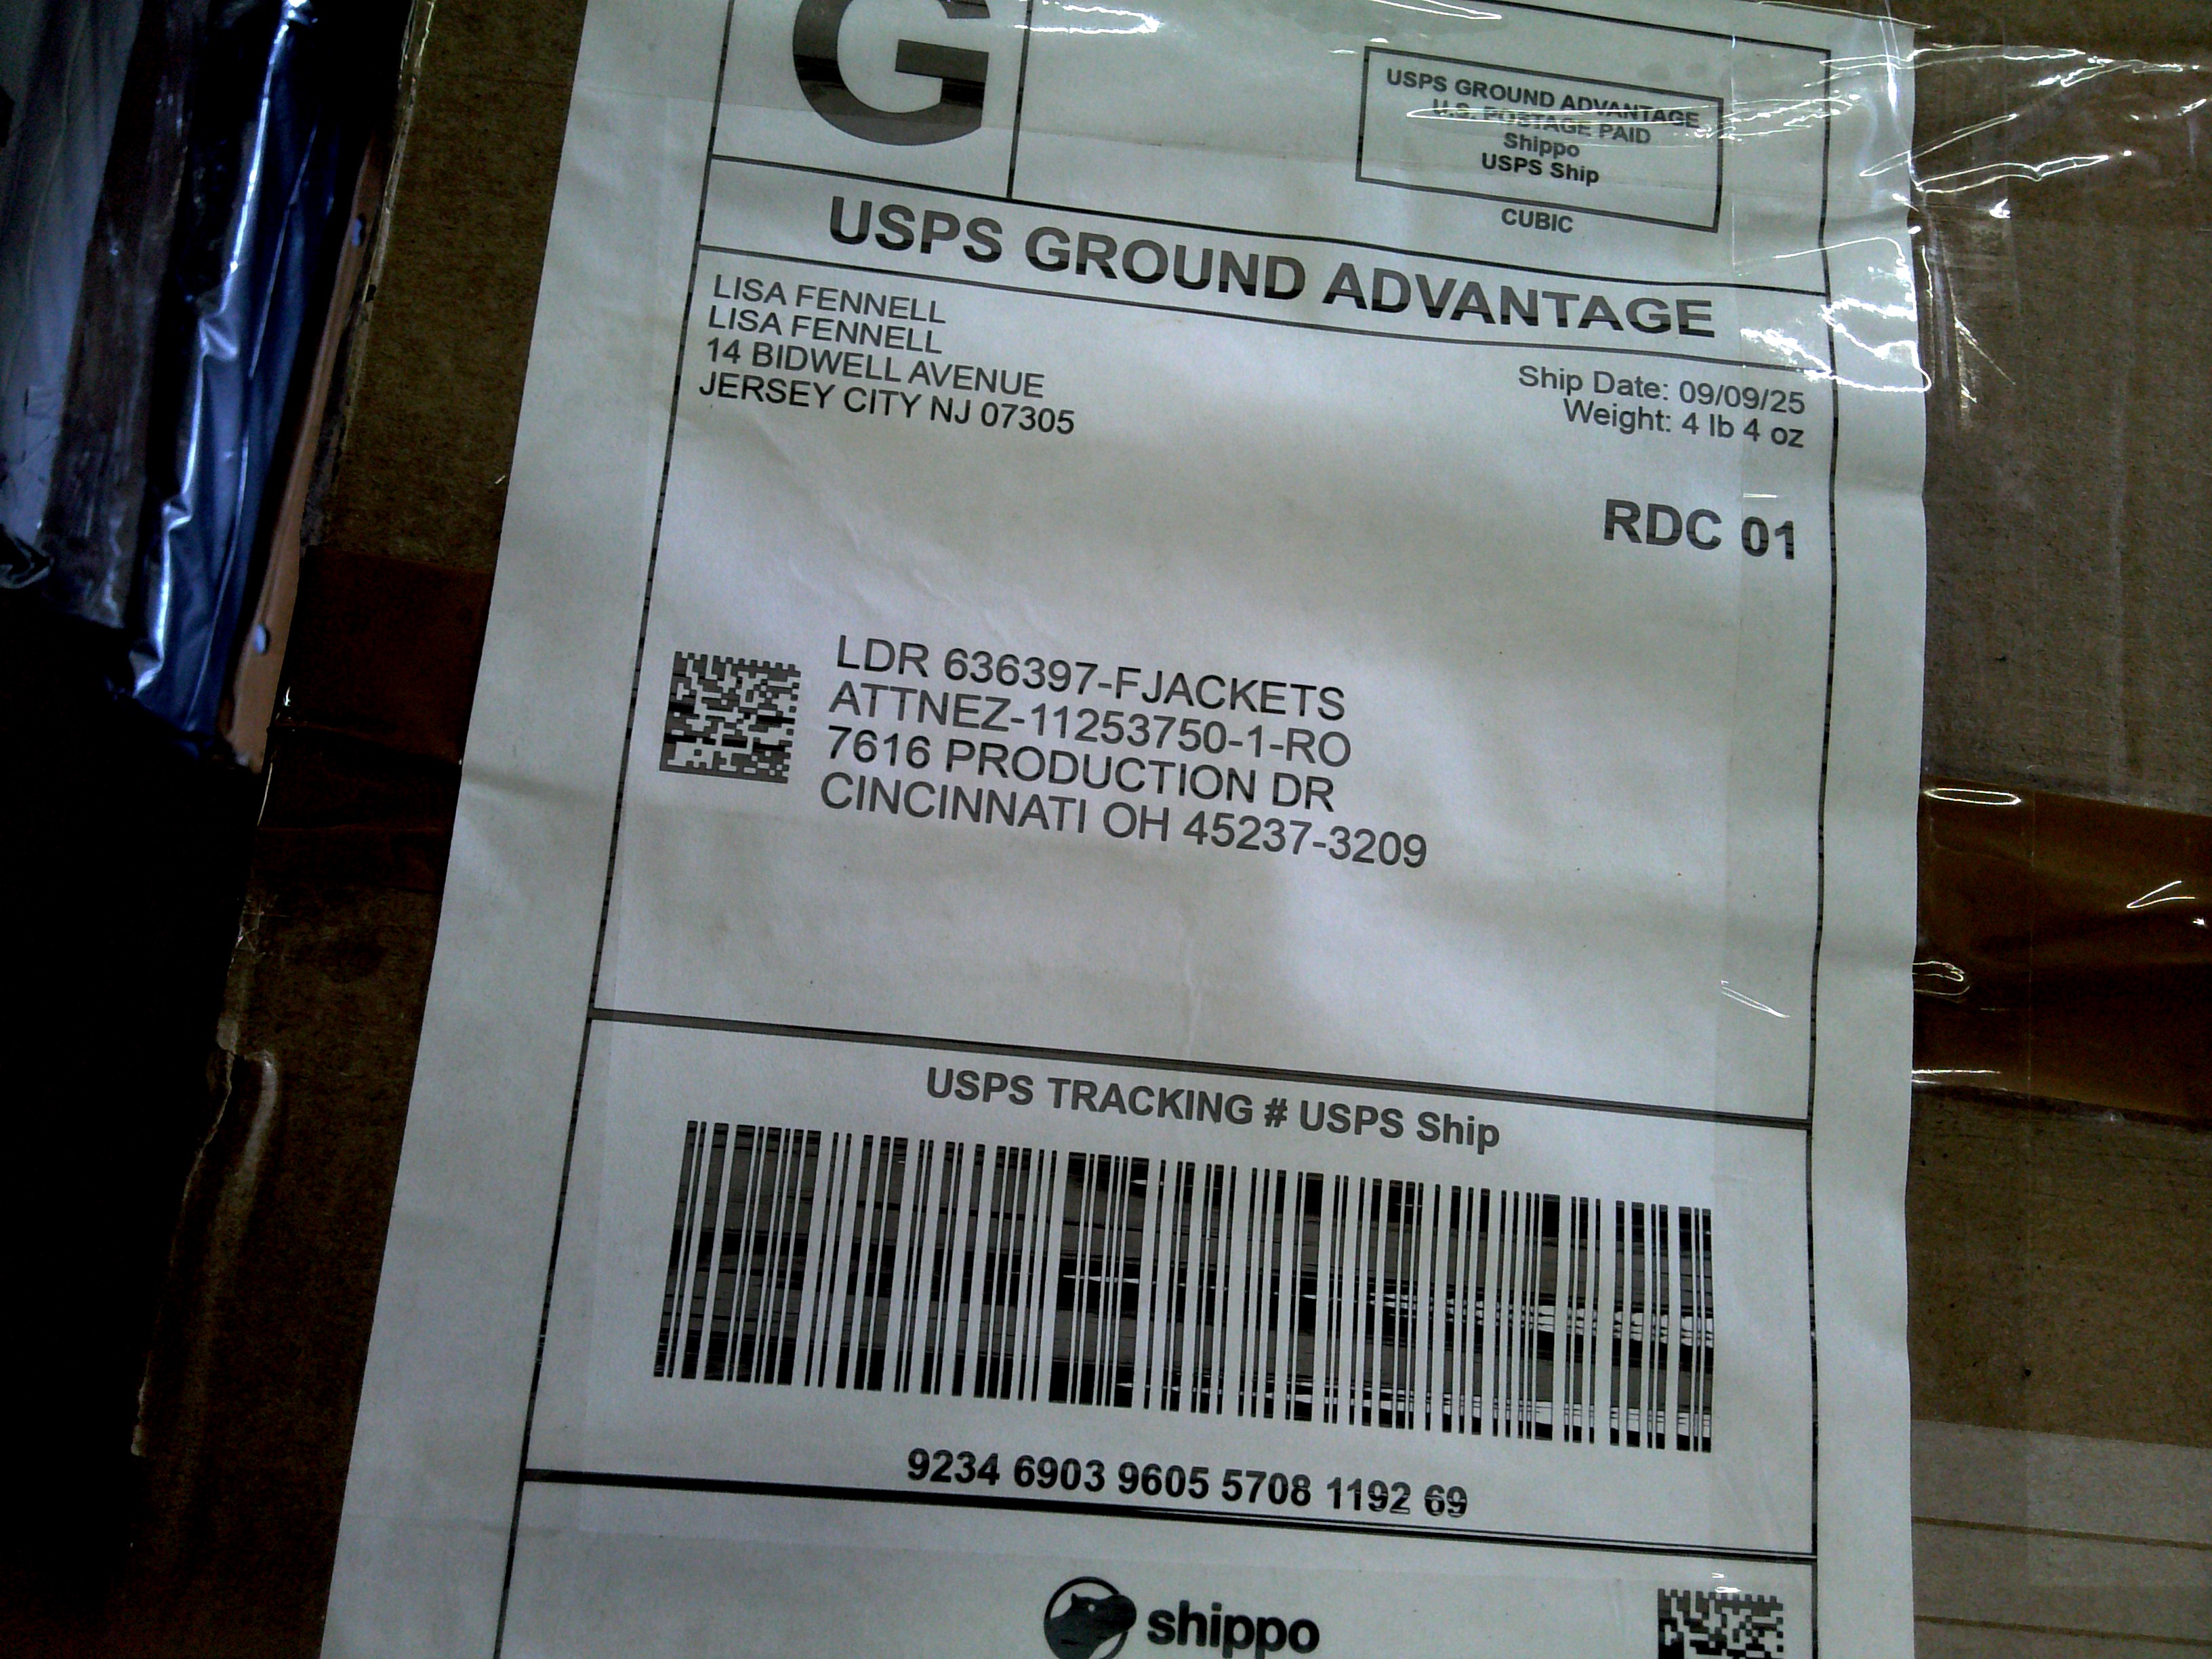 G
USPS GROUND ADVANTAGE
U.S. POSTAGE PAID
Shippo
USPS Ship
CUBIC
USPS GROUND ADVANTAGE
LISA FENNELL
LISA FENNELL
14 BIDWELL AVENUE
JERSEY CITY NJ 07305
Ship Date: 09/09/25
Weight: 4 lb 4 oz
RDC 01
LDR 636397-FJACKETS
ATTNEZ-11253750-1-RO
7616 PRODUCTION DR
CINCINNATI OH 45237-3209
USPS TRACKING # USPS Ship
9234 6903 9605 5708 1192 69
shippo